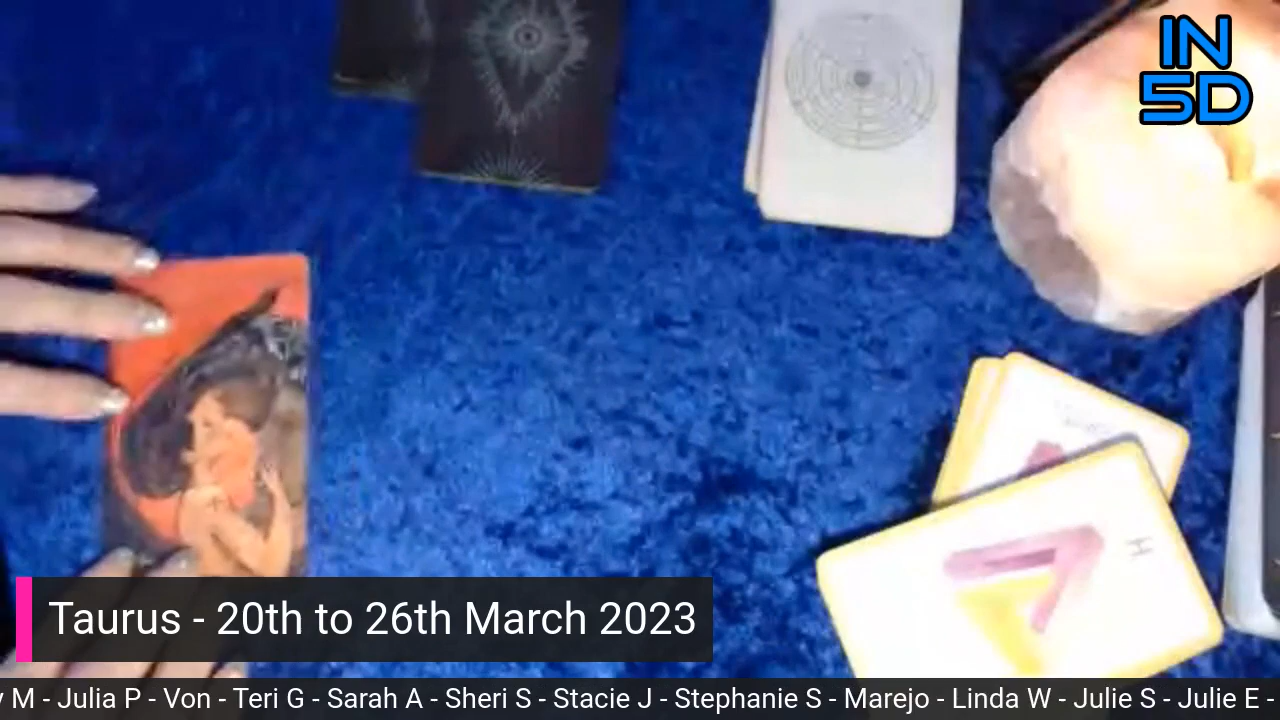 IN
5D
H
Taurus - 20th to 26th March 2023
M - Julia P - Von - Teri G - Sarah A - Sheri S - Stacie J - Stephanie S - Marejo - Linda W - Julie S - Julie E -